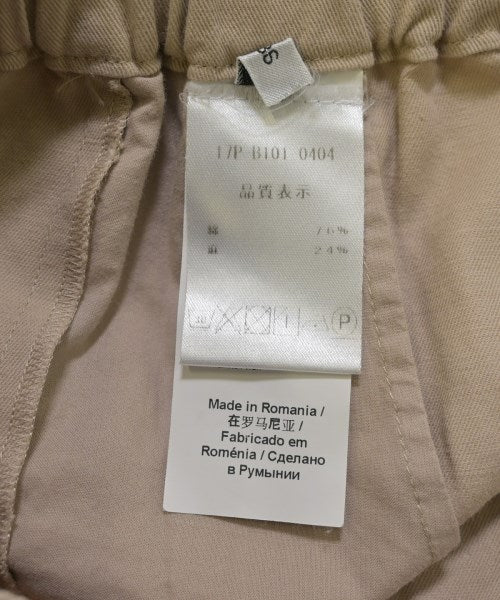 36
17P B101 0404
品質表示
綿 76%
麻 24%
P
Made in Romania /
在罗马尼亚 /
Fabricado em
Roménia / Сделано
в Румынии